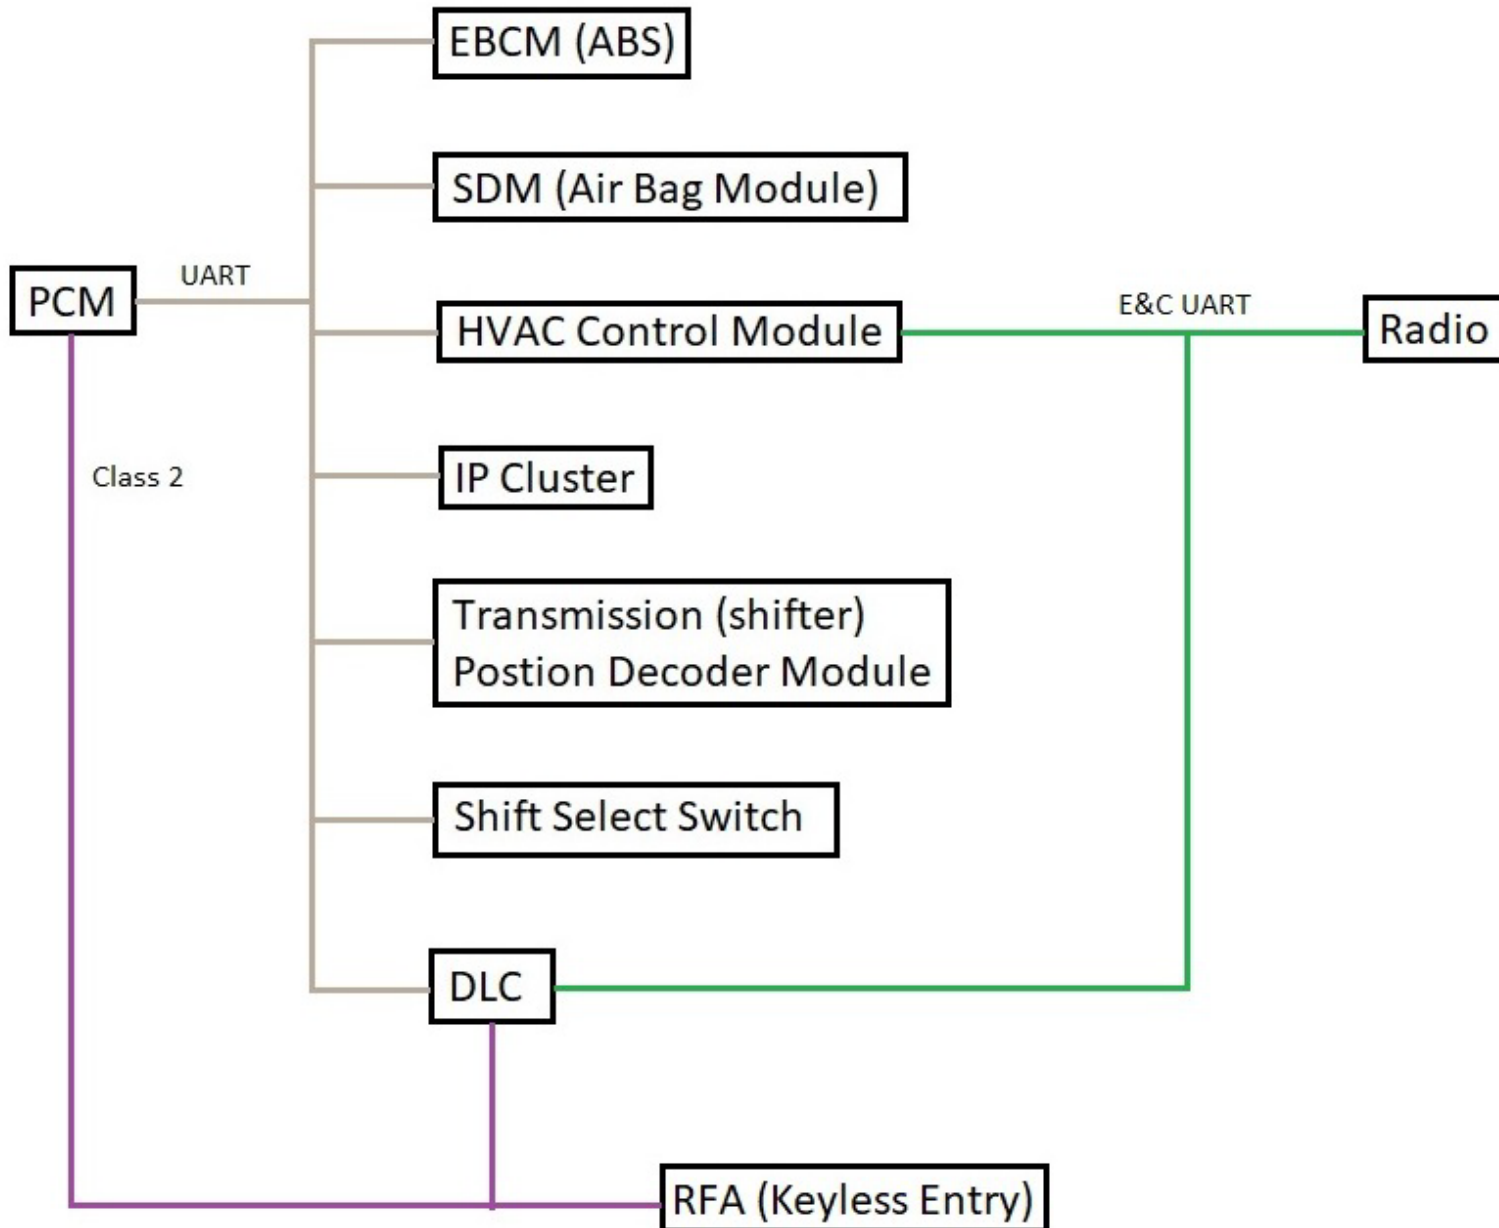 EBCM (ABS)
SDM (Air Bag Module)
UART
PCM
HVAC Control Module
E&C UART
Radio
Class 2
IP Cluster
Transmission (shifter)
Postion Decoder Module
Shift Select Switch
DLC
RFA (Keyless Entry)